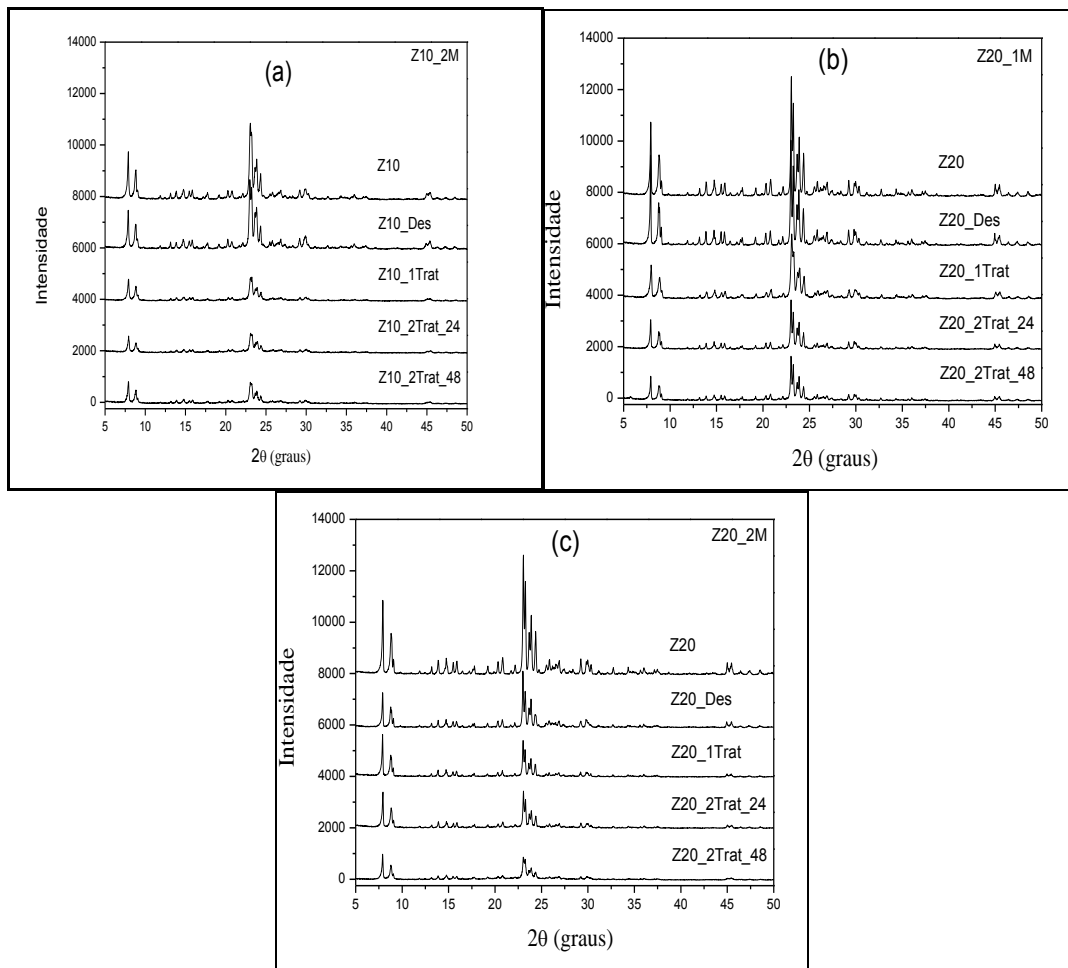 14000
Z10_2M
(a)
12000
10000
Z10
8000
Z10_Des
6000
Z10_1Trat
4000
Z10_2Trat_24
2000
Z10_2Trat_48
0
5 10 15 20 25 30 35 40 45 50
2θ (graus)
Intensidade
14000
Z20_1M
(b)
12000
10000
Z20
8000
Z20_Des
6000
Z20_1Trat
4000
Z20_2Trat_24
2000
Z20_2Trat_48
0
5 10 15 20 25 30 35 40 45 50
2θ (graus)
Intensidade
14000
Z20_2M
(c)
12000
10000
Z20
8000
Z20_Des
6000
Z20_1Trat
4000
Z20_2Trat_24
2000
Z20_2Trat_48
0
5 10 15 20 25 30 35 40 45 50
2θ (graus)
Intensidade